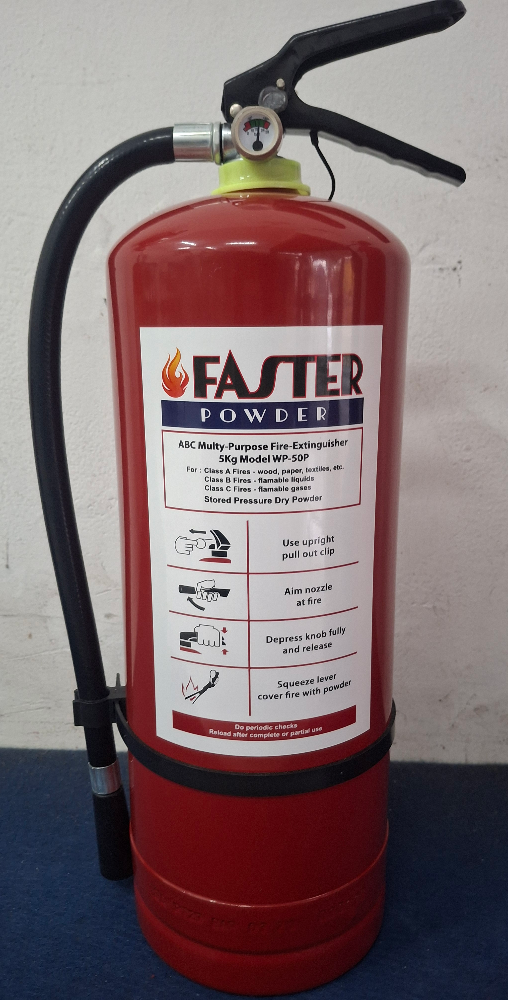 FASTER
POWDER
ABC Multy-Purpose Fire-Extinguisher
5Kg Model WP-50P
For : Class A Fires - wood, paper, textiles, etc.
Class B Fires - flamable liquids
Class C Fires - flamable gases
Stored Pressure Dry Powder
Use upright
pull out clip
Aim nozzle
at fire
Depress knob fully
and release
Squeeze lever
cover fire with powder
Do periodic checks
Reload after complete or partial use